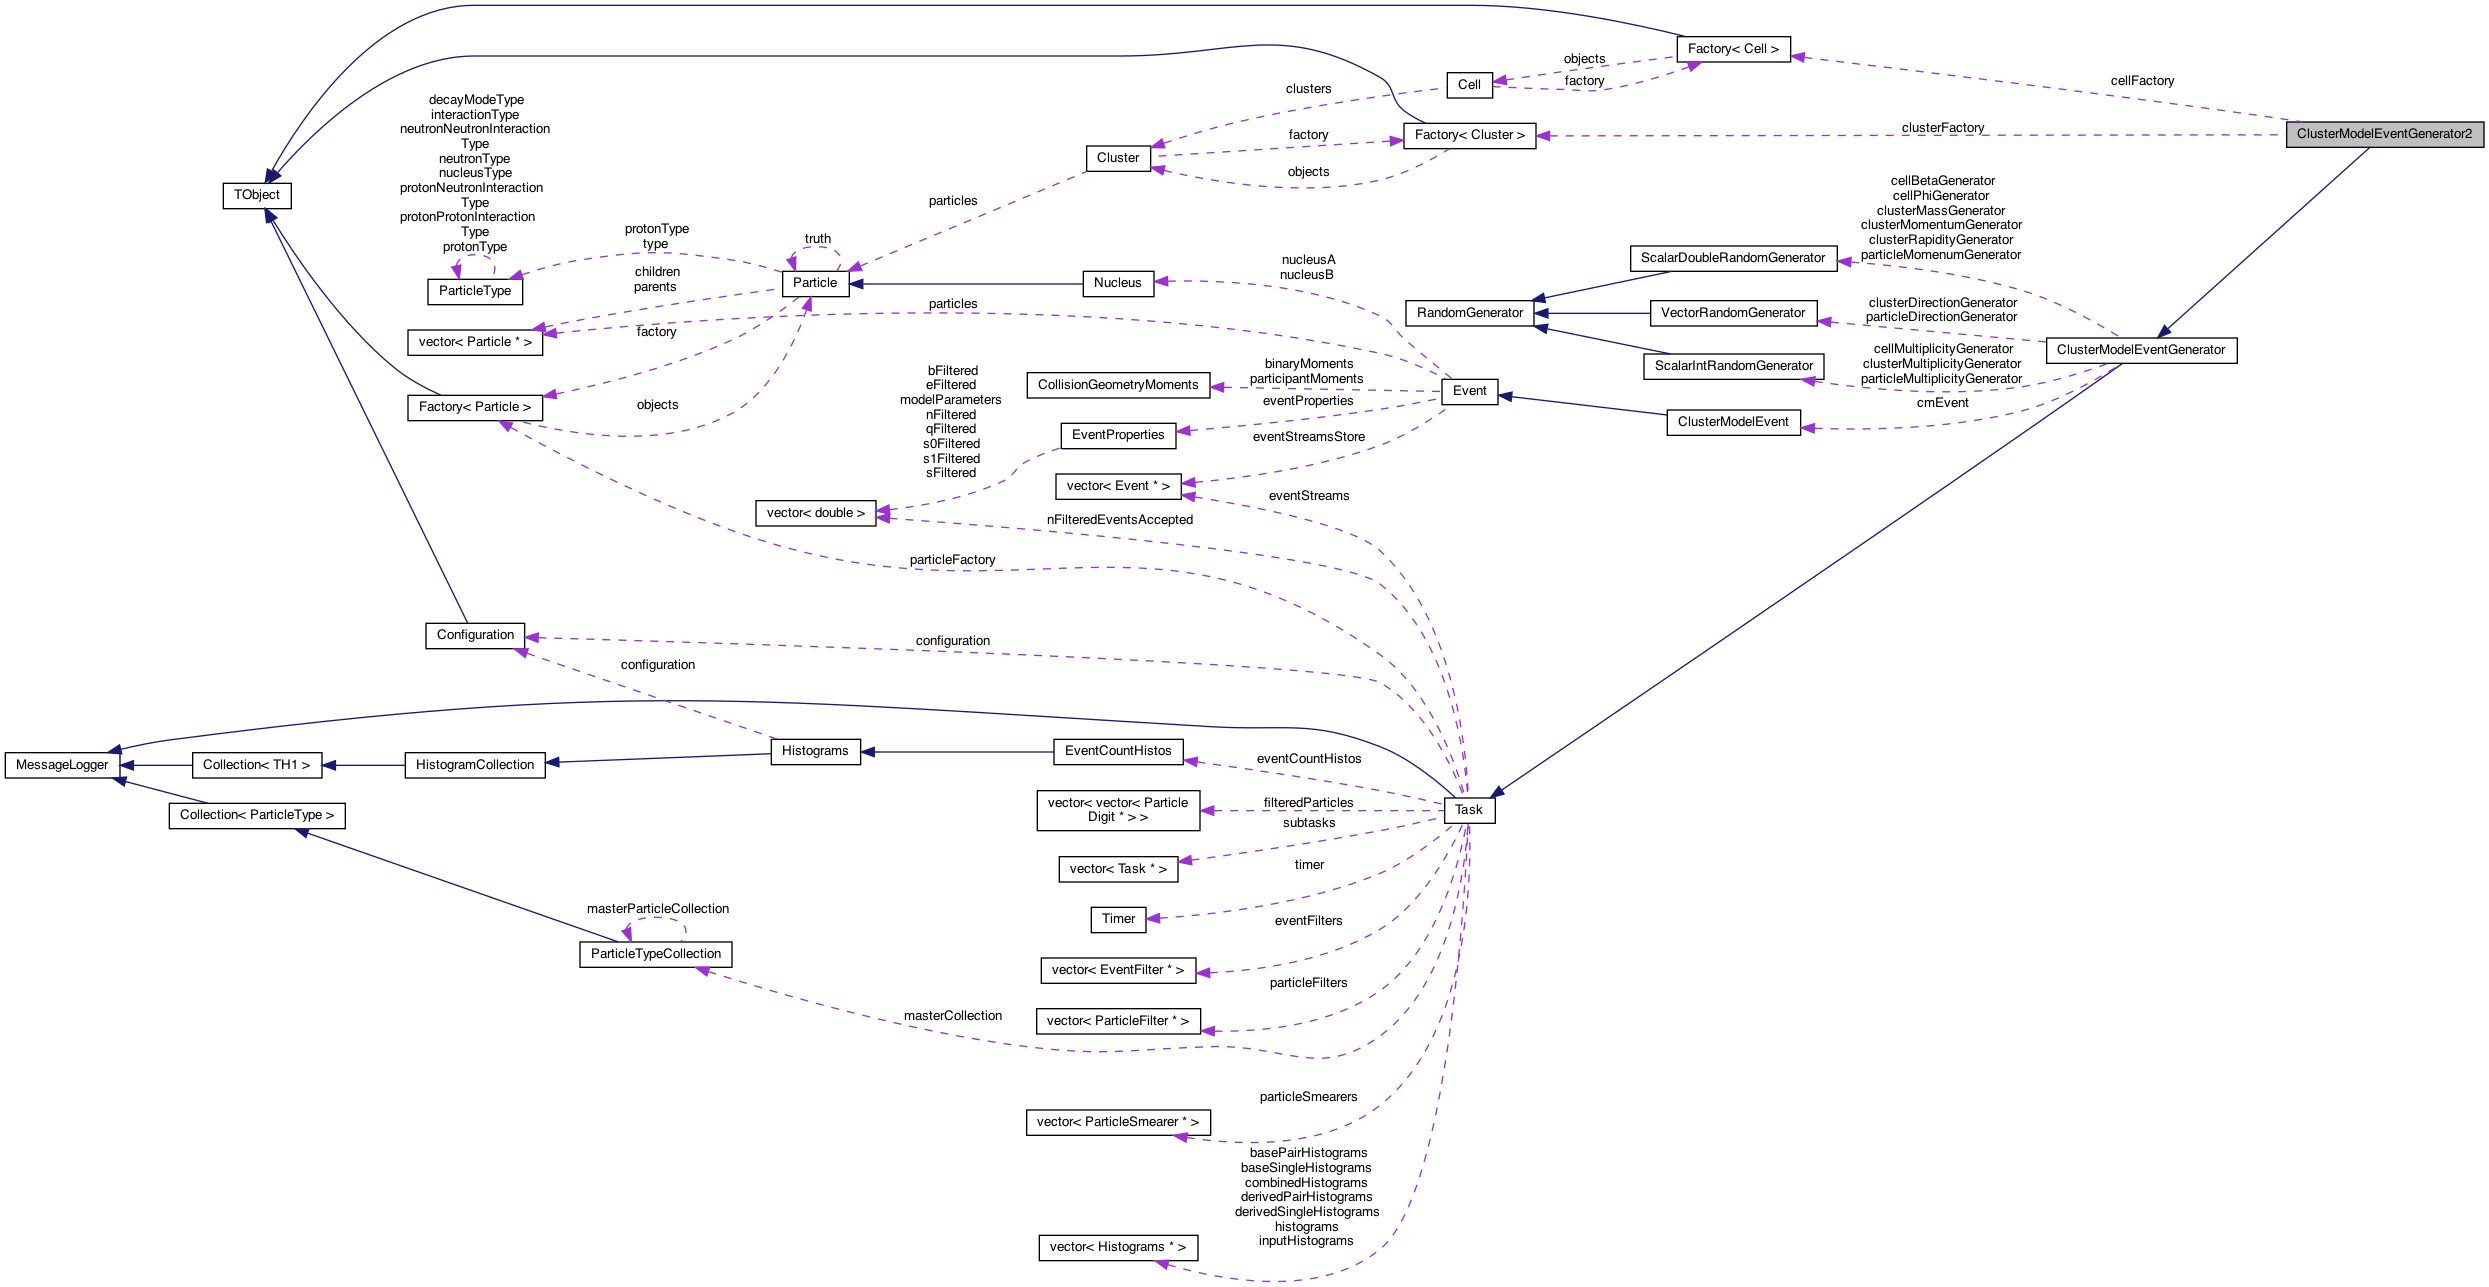 Factory< Cell >
objects
Cell
factory
cellFactory
clusters
decayModeType
interactionType
neutronNeutronInteraction
Type
neutronType
nucleusType
protonNeutronInteraction
Type
protonProtonInteraction
Type
protonType
ParticleType
factory
Factory< Cluster >
clusterFactory
ClusterModelEventGenerator2
Cluster
objects
TObject
particles
protonType
type
truth
children
parents
Particle
Nucleus
nucleusA
nucleusB
cellBetaGenerator
cellPhiGenerator
clusterMassGenerator
clusterMomentumGenerator
clusterRapidityGenerator
particleMomenumGenerator
ScalarDoubleRandomGenerator
RandomGenerator
VectorRandomGenerator
clusterDirectionGenerator
particleDirectionGenerator
particles
vector< Particle * >
factory
ClusterModelEventGenerator
cellMultiplicityGenerator
clusterMultiplicityGenerator
particleMultiplicityGenerator
ScalarIntRandomGenerator
binaryMoments
participantMoments
CollisionGeometryMoments
Event
cmEvent
bFiltered
eFiltered
modelParameters
nFiltered
qFiltered
s0Filtered
s1Filtered
sFiltered
Factory< Particle >
objects
eventProperties
EventProperties
ClusterModelEvent
eventStreamsStore
vector< Event * >
eventStreams
vector< double >
nFilteredEventsAccepted
particleFactory
Configuration
configuration
configuration
MessageLogger
Collection< TH1 >
HistogramCollection
Histograms
EventCountHistos
eventCountHistos
Collection< ParticleType >
vector< vector< Particle
Digit * > >
filteredParticles
Task
subtasks
vector< Task * >
timer
Timer
masterParticleCollection
ParticleTypeCollection
eventFilters
vector< EventFilter * >
particleFilters
vector< ParticleFilter * >
masterCollection
particleSmearers
vector< ParticleSmearer * >
basePairHistograms
baseSingleHistograms
combinedHistograms
derivedPairHistograms
derivedSingleHistograms
histograms
inputHistograms
vector< Histograms * >